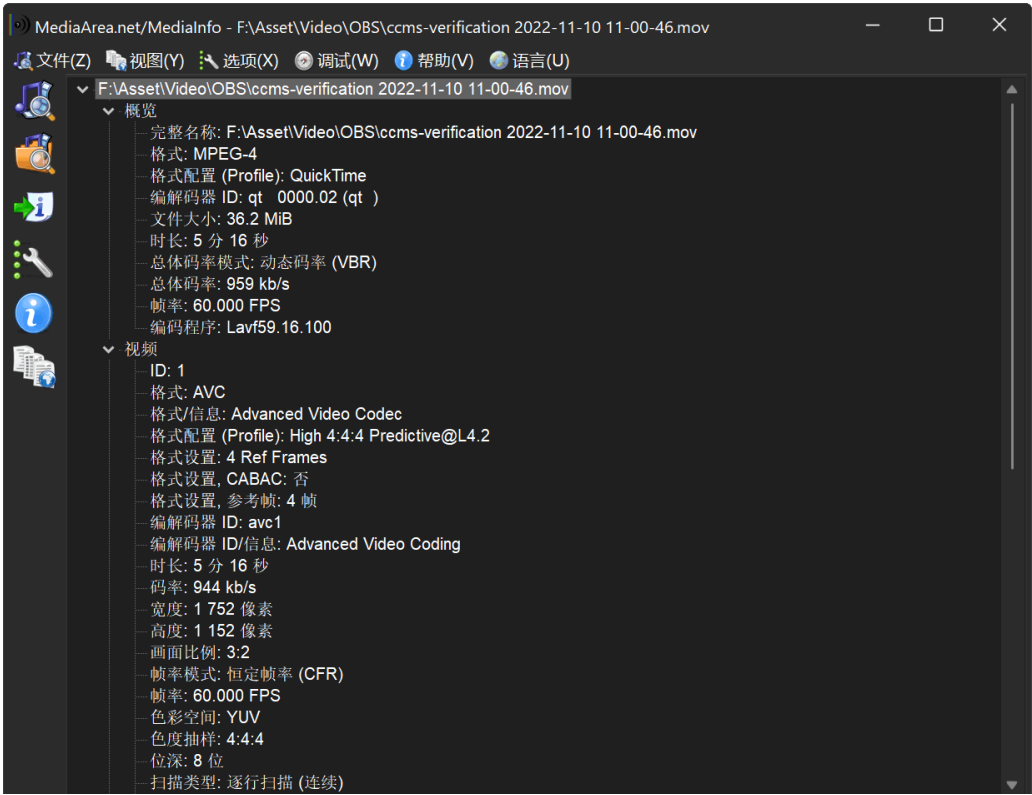 MediaArea.net/MediaInfo - F:\Asset\Video\OBS\ccms-verification 2022-11-10 11-00-46.mov
文件(Z) 视图(Y) 选项(X) 调试(W) 帮助(V) 语言(U)
F:\Asset\Video\OBS\ccms-verification 2022-11-10 11-00-46.mov
概览
完整名称: F:\Asset\Video\OBS\ccms-verification 2022-11-10 11-00-46.mov
格式: MPEG-4
格式配置 (Profile): QuickTime
编解码器 ID: qt   0000.02 (qt  )
文件大小: 36.2 MiB
时长: 5 分 16 秒
总体码率模式: 动态码率 (VBR)
总体码率: 959 kb/s
帧率: 60.000 FPS
编码程序: Lavf59.16.100
视频
ID: 1
格式: AVC
格式/信息: Advanced Video Codec
格式配置 (Profile): High 4:4:4 Predictive@L4.2
格式设置: 4 Ref Frames
格式设置, CABAC: 否
格式设置, 参考帧: 4 帧
编解码器 ID: avc1
编解码器 ID/信息: Advanced Video Coding
时长: 5 分 16 秒
码率: 944 kb/s
宽度: 1 752 像素
高度: 1 152 像素
画面比例: 3:2
帧率模式: 恒定帧率 (CFR)
帧率: 60.000 FPS
色彩空间: YUV
色度抽样: 4:4:4
位深: 8 位
扫描类型: 逐行扫描 (连续)